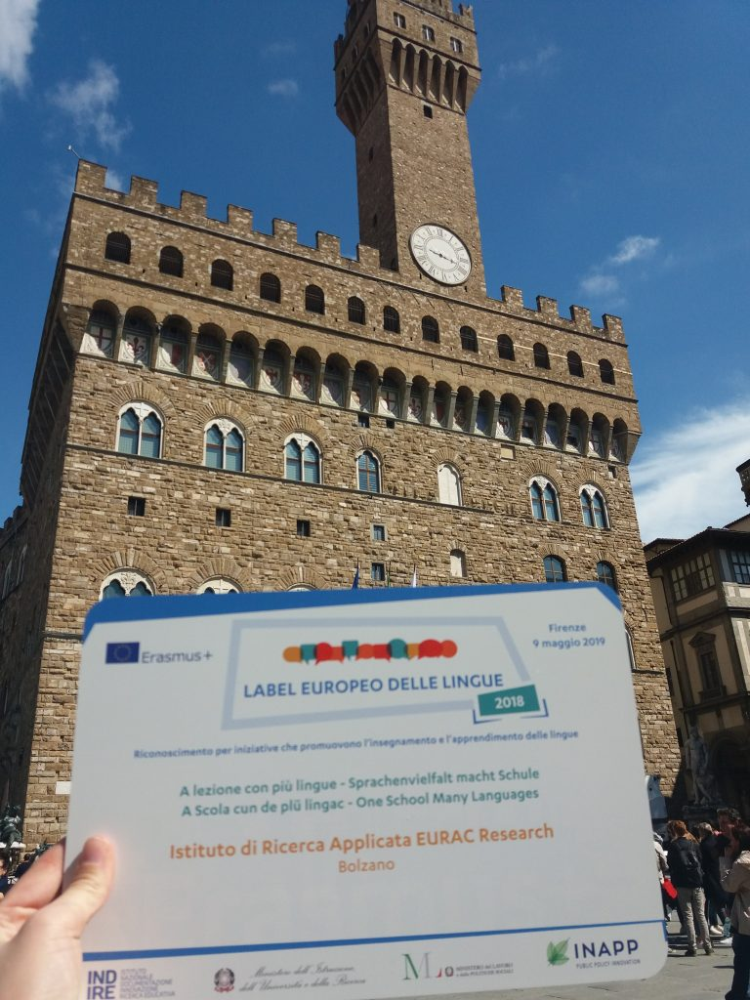 Erasmus+
Firenze
9 maggio 2019
LABEL EUROPEO DELLE LINGUE
2018
Riconoscimento per iniziative che promuovono l'insegnamento e l'apprendimento delle lingue
A lezione con più lingue - Sprachenvielfalt macht Schule
A Scola cun de plü lingac - One School Many Languages
Istituto di Ricerca Applicata EURAC Research
Bolzano
INDIRE
ISTITUTO
NAZIONALE
DOCUMENTAZIONE
INNOVAZIONE
RICERCA EDUCATIVA
Ministero dell'Istruzione,
dell'Università e della Ricerca
ML
MINISTERO del LAVORO
e delle POLITICHE SOCIALI
INAPP
PUBLIC POLICY INNOVATION